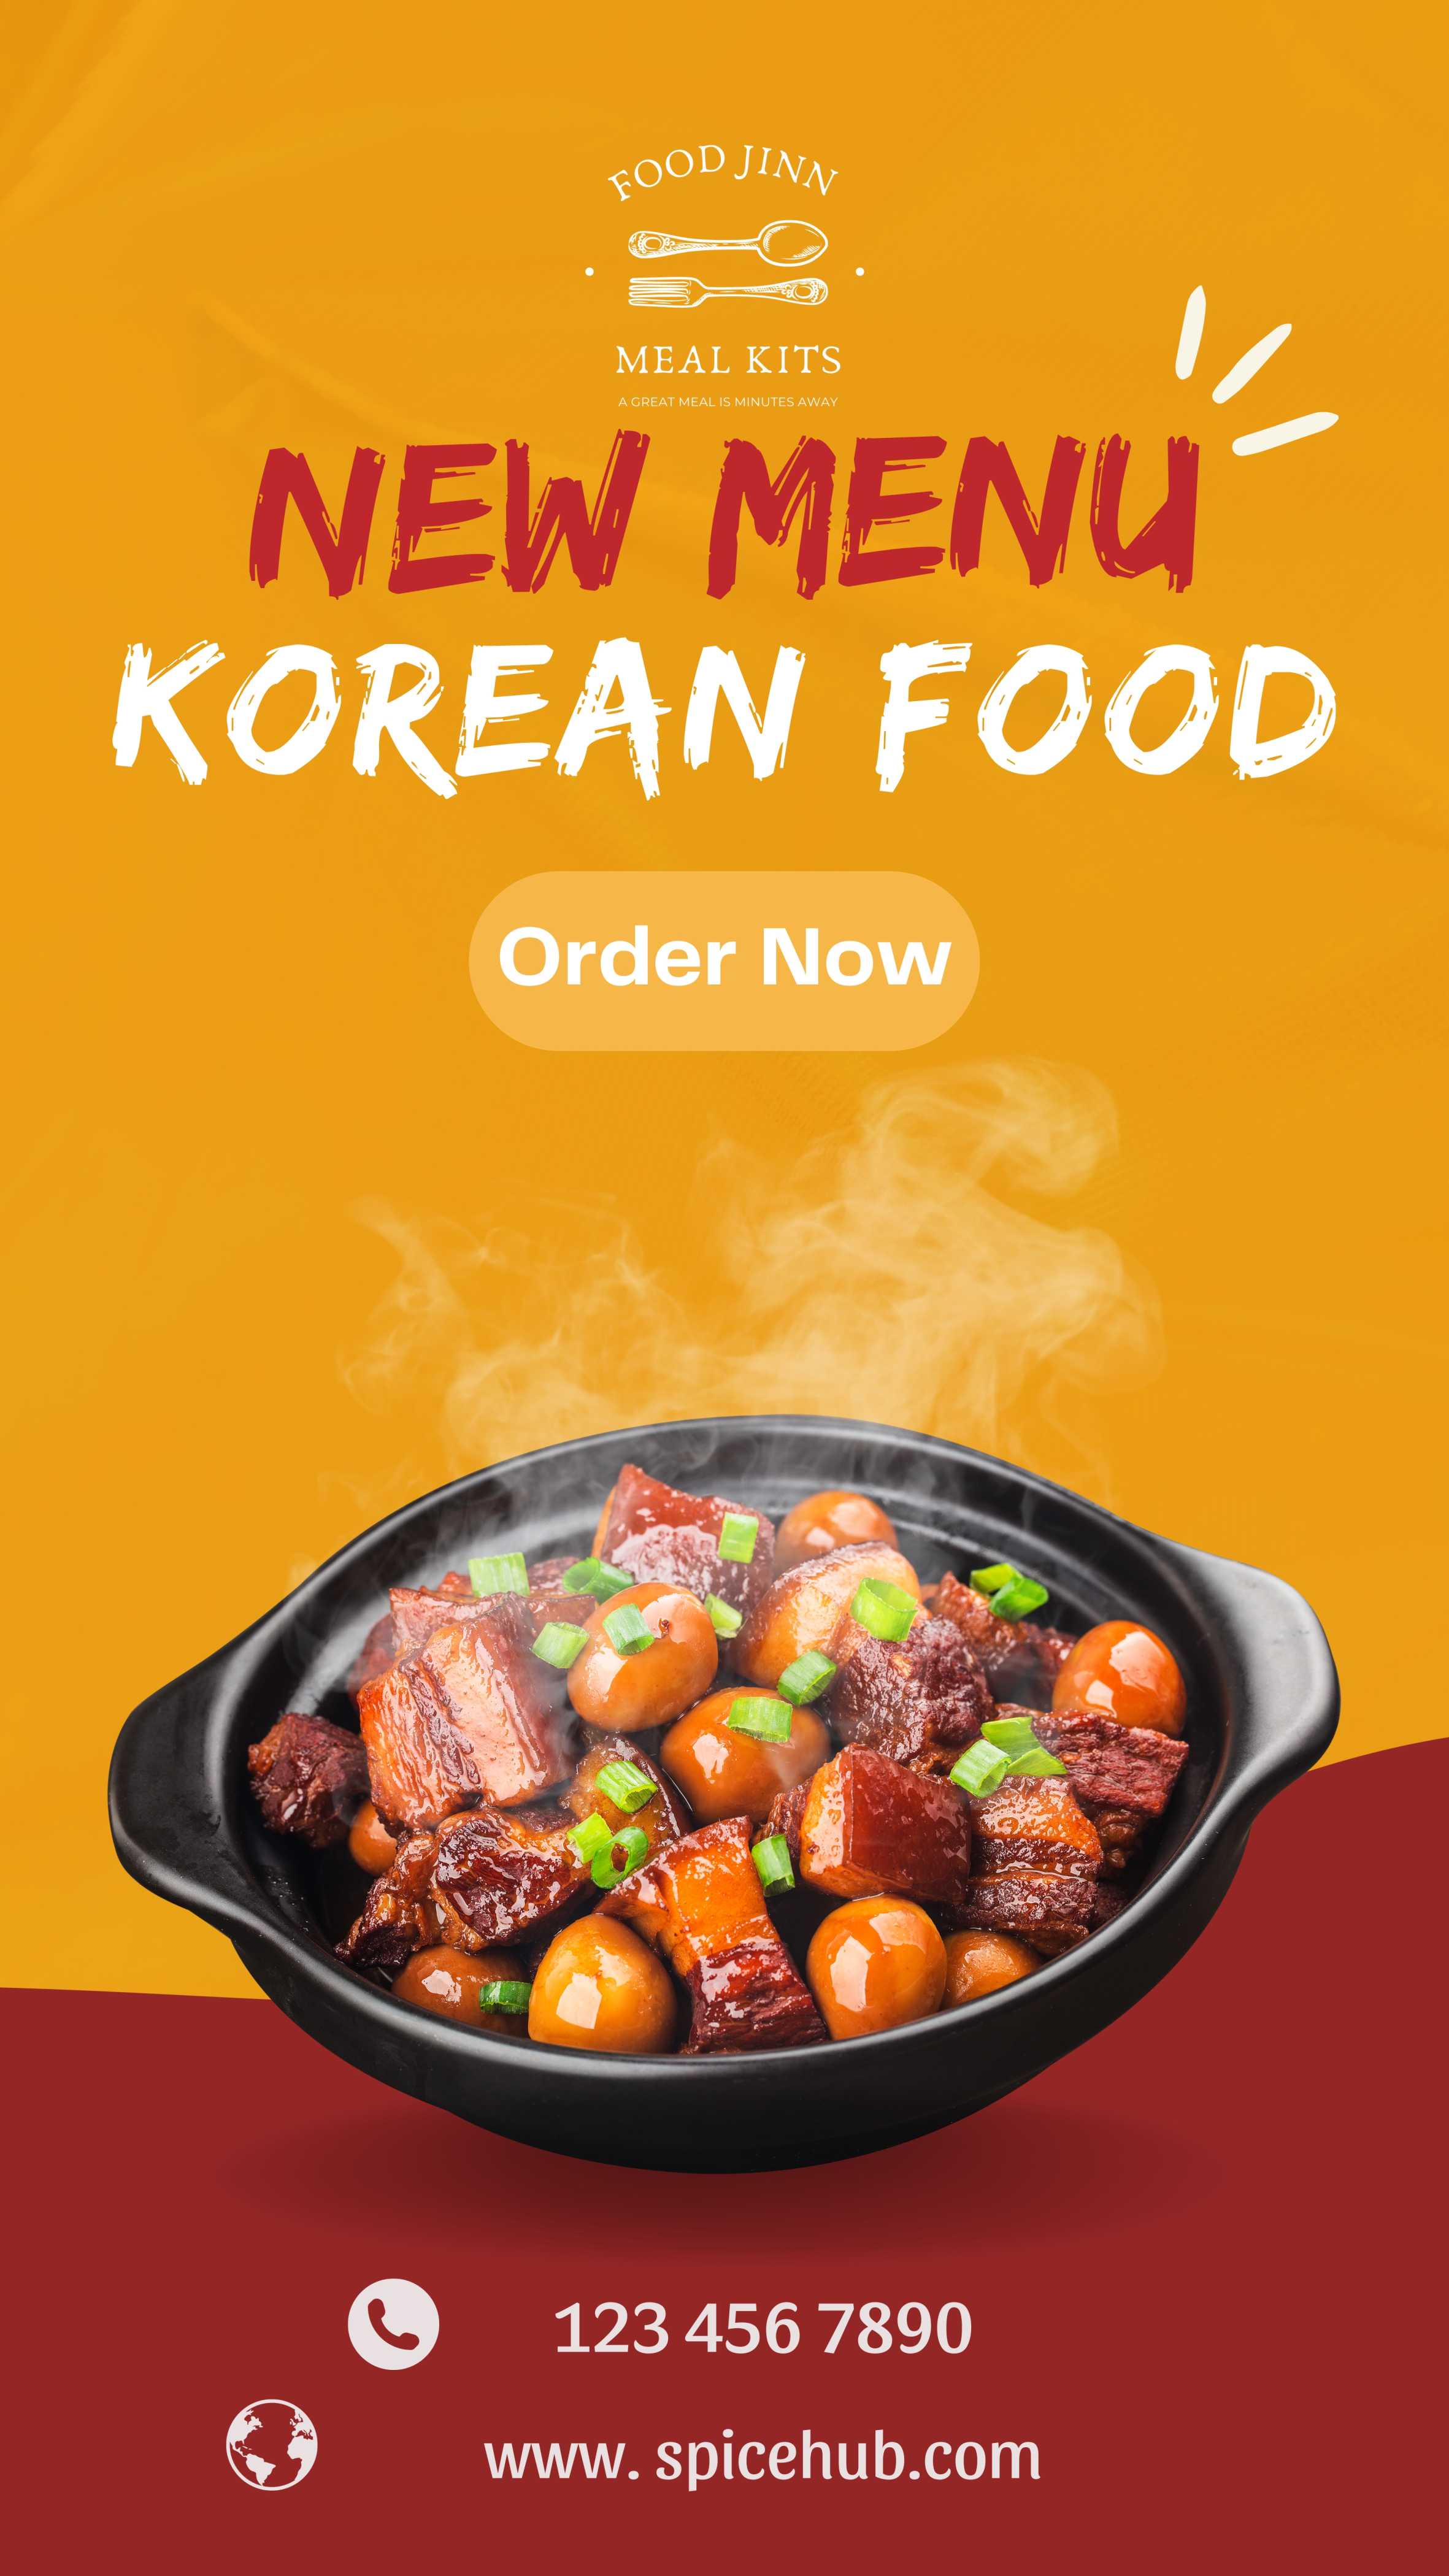 FOOD JINN
MEAL KITS
A GREAT MEAL IS MINUTES AWAY
NEW MENU
KOREAN FOOD
Order Now
123 456 7890
www. spicehub.com